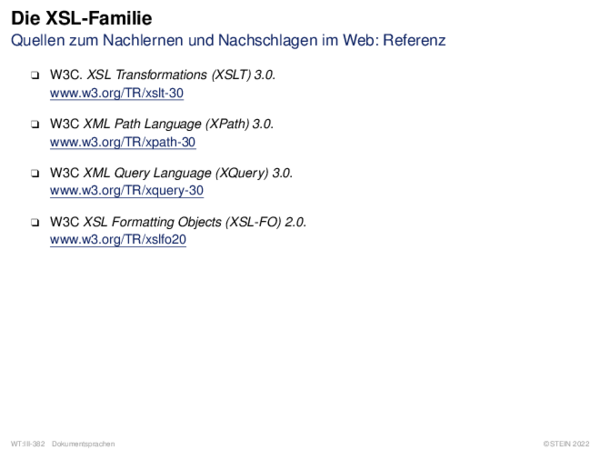 Die XSL-Familie
Quellen zum Nachlernen und Nachschlagen im Web: Referenz
❑ W3C. XSL Transformations (XSLT) 3.0.
www.w3.org/TR/xslt-30
❑ W3C XML Path Language (XPath) 3.0.
www.w3.org/TR/xpath-30
❑ W3C XML Query Language (XQuery) 3.0.
www.w3.org/TR/xquery-30
❑ W3C XSL Formatting Objects (XSL-FO) 2.0.
www.w3.org/TR/xslfo20
WT:III-382 Dokumentsprachen ©STEIN 2022